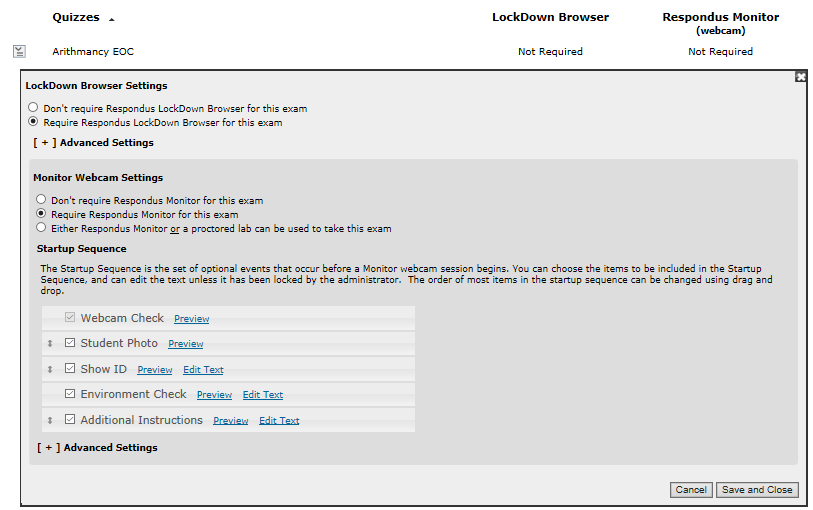 Quizzes LockDown Browser Respondus Monitor
(webcam)
Arithmancy EOC Not Required Not Required
LockDown Browser Settings
Don't require Respondus LockDown Browser for this exam
Require Respondus LockDown Browser for this exam
[ + ] Advanced Settings
Monitor Webcam Settings
Don't require Respondus Monitor for this exam
Require Respondus Monitor for this exam
Either Respondus Monitor or a proctored lab can be used to take this exam
Startup Sequence
The Startup Sequence is the set of optional events that occur before a Monitor webcam session begins. You can choose the items to be included in the Startup
Sequence, and can edit the text unless it has been locked by the administrator. The order of most items in the startup sequence can be changed using drag and
drop.
Webcam Check Preview
Student Photo Preview
Show ID Preview Edit Text
Environment Check Preview Edit Text
Additional Instructions Preview Edit Text
[ + ] Advanced Settings
Cancel Save and Close